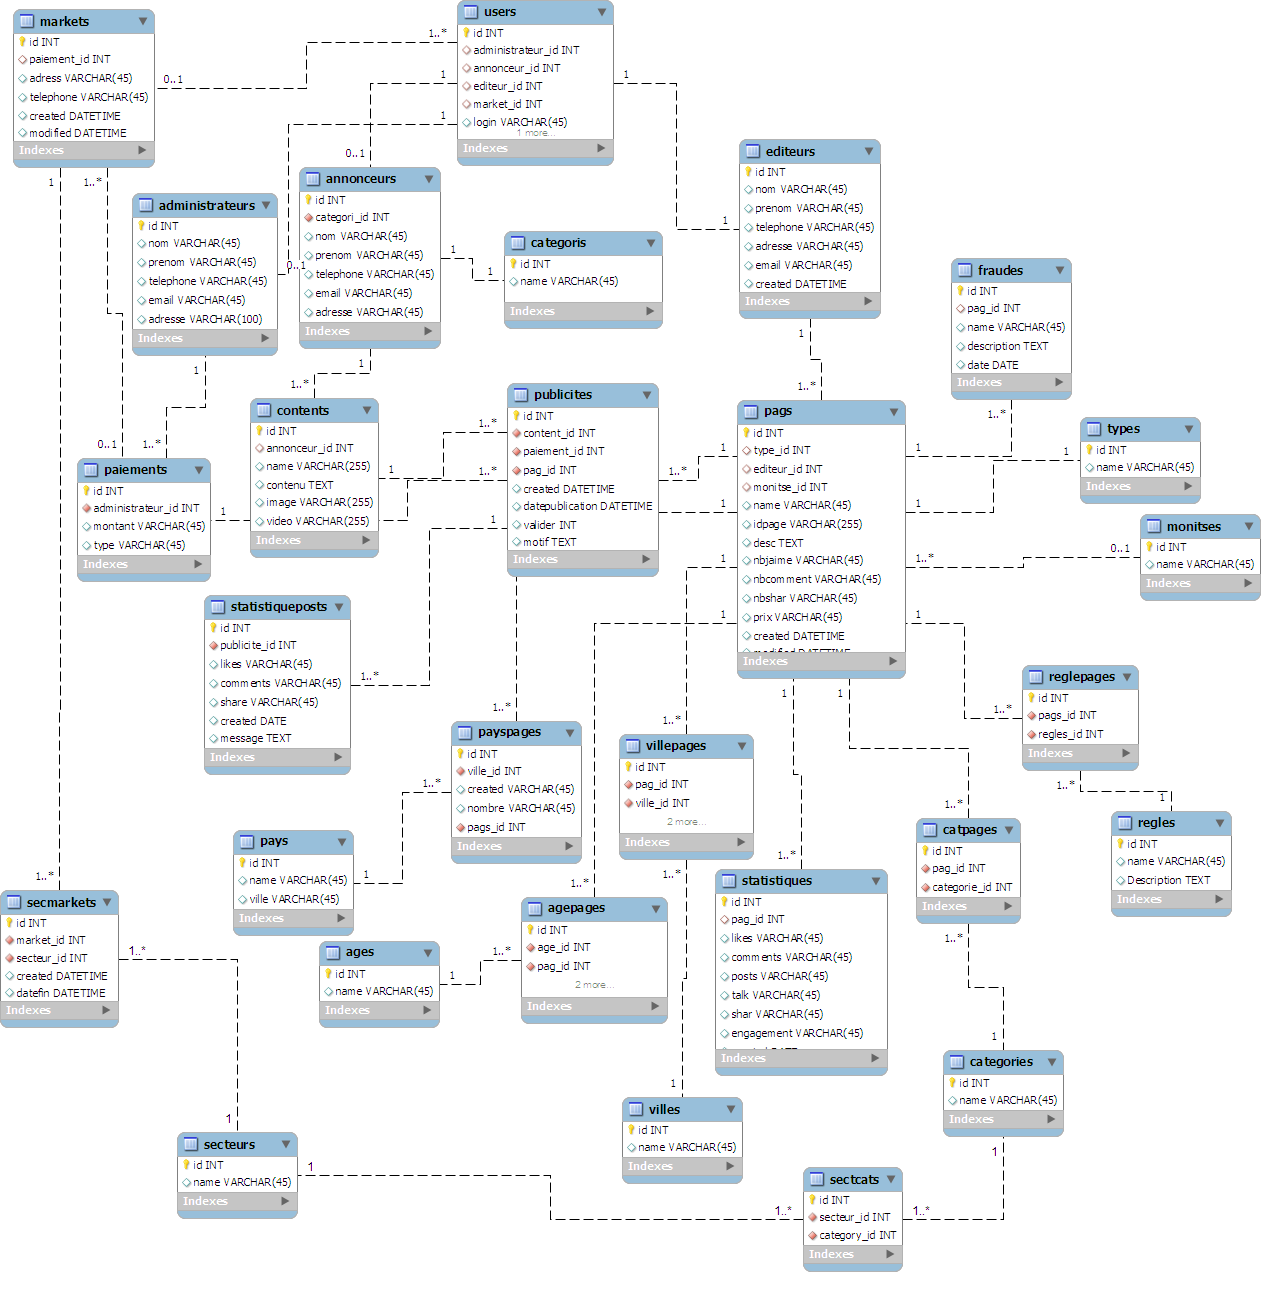 markets
id INT
paiement_id INT
adress VARCHAR(45)
telephone VARCHAR(45)
created DATETIME
modified DATETIME
Indexes
users
id INT
administrateur_id INT
annonceur_id INT
editeur_id INT
market_id INT
login VARCHAR(45)
1 more...
Indexes
1..*
0..1
1
0..1
1
0..1
1
1
1
1..*
administrateurs
id INT
nom VARCHAR(45)
prenom VARCHAR(45)
telephone VARCHAR(45)
email VARCHAR(45)
adresse VARCHAR(100)
Indexes
annonceurs
id INT
categori_id INT
nom VARCHAR(45)
prenom VARCHAR(45)
telephone VARCHAR(45)
email VARCHAR(45)
adresse VARCHAR(45)
Indexes
1
1
categoris
id INT
name VARCHAR(45)
Indexes
editeurs
id INT
nom VARCHAR(45)
prenom VARCHAR(45)
telephone VARCHAR(45)
adresse VARCHAR(45)
email VARCHAR(45)
created DATETIME
Indexes
fraudes
id INT
pag_id INT
name VARCHAR(45)
description TEXT
date DATE
Indexes
1
1..*
1
1..*
0..1
1..*
1
1..*
paiements
id INT
administrateur_id INT
montant VARCHAR(45)
type VARCHAR(45)
Indexes
contents
id INT
annonceur_id INT
name VARCHAR(255)
contenu TEXT
image VARCHAR(255)
video VARCHAR(255)
Indexes
publicites
id INT
content_id INT
paiement_id INT
pag_id INT
created DATETIME
datepublication DATETIME
valider INT
motif TEXT
Indexes
1..*
1
1..*
1
1
1..*
1
1..*
1
pags
id INT
type_id INT
editeur_id INT
monitse_id INT
name VARCHAR(45)
idpage VARCHAR(255)
desc TEXT
nbjaime VARCHAR(45)
nbcomment VARCHAR(45)
nbshar VARCHAR(45)
prix VARCHAR(45)
created DATETIME
modified DATETIME
Indexes
1
1..*
1
1
1..*
0..1
1
1..*
types
id INT
name VARCHAR(45)
Indexes
monitses
id INT
name VARCHAR(45)
Indexes
statistiqueposts
id INT
publicite_id INT
likes VARCHAR(45)
comments VARCHAR(45)
share VARCHAR(45)
created DATE
message TEXT
Indexes
1..*
1
1..*
1
1..*
1
1
1..*
payspages
id INT
ville_id INT
created VARCHAR(45)
nombre VARCHAR(45)
pags_id INT
Indexes
villepages
id INT
pag_id INT
ville_id INT
2 more...
Indexes
reglepages
id INT
pags_id INT
regles_id INT
Indexes
1..*
1
regles
id INT
name VARCHAR(45)
Description TEXT
Indexes
pays
id INT
name VARCHAR(45)
ville VARCHAR(45)
Indexes
1
1..*
1..*
1..*
1..*
1..*
catpages
id INT
pag_id INT
categorie_id INT
Indexes
statistiques
id INT
pag_id INT
likes VARCHAR(45)
comments VARCHAR(45)
posts VARCHAR(45)
talk VARCHAR(45)
shar VARCHAR(45)
engagement VARCHAR(45)
Indexes
secmarkets
id INT
market_id INT
secteur_id INT
created DATETIME
datefin DATETIME
Indexes
1..*
ages
id INT
name VARCHAR(45)
Indexes
1
1..*
agepages
id INT
age_id INT
pag_id INT
2 more...
Indexes
1..*
1
categories
id INT
name VARCHAR(45)
Indexes
1
villes
id INT
name VARCHAR(45)
Indexes
1
secteurs
id INT
name VARCHAR(45)
Indexes
1
1
1..*
1..*
sectcats
id INT
secteur_id INT
category_id INT
Indexes